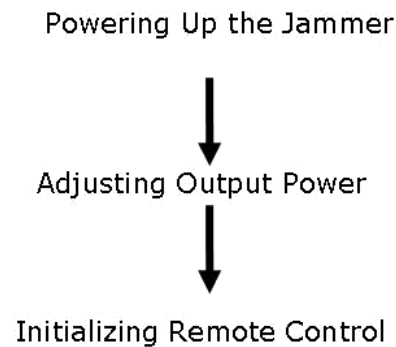 Powering Up the Jammer
Adjusting Output Power
Initializing Remote Control